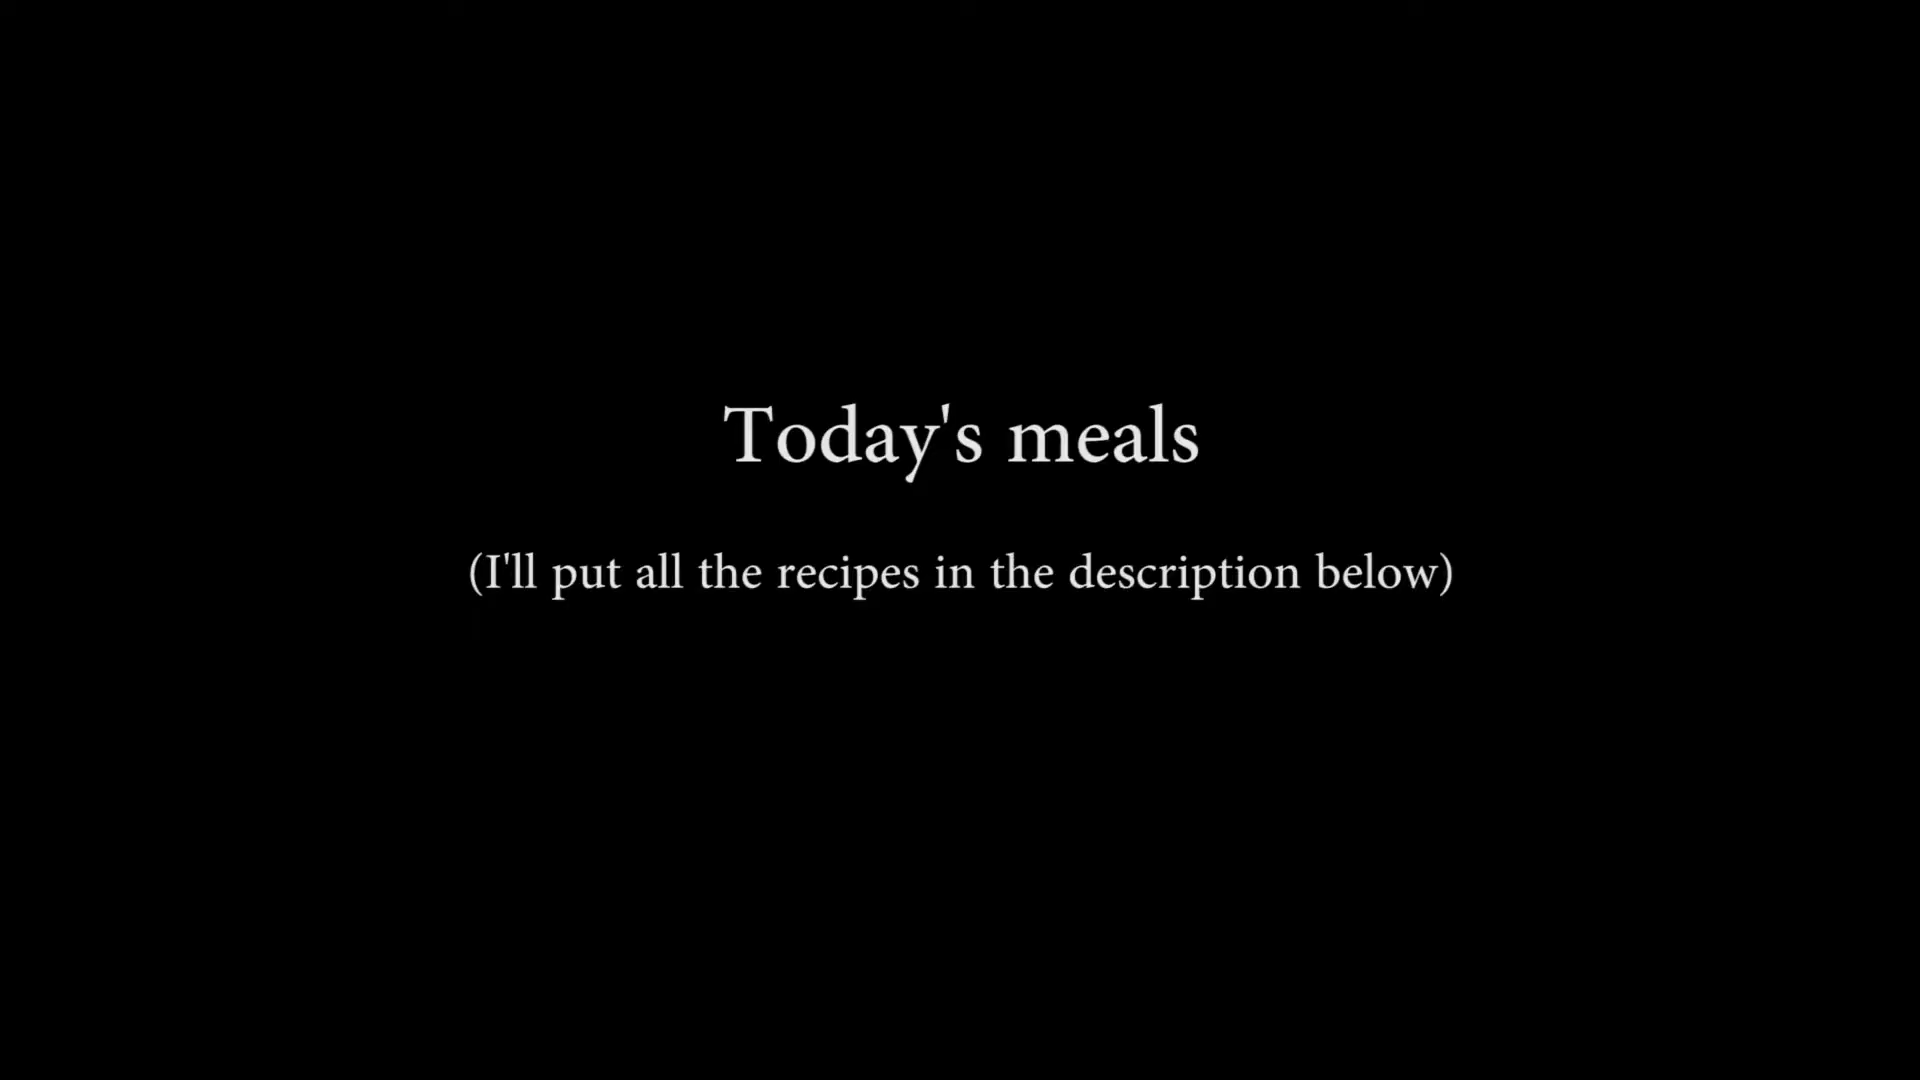 Today's meals
(I'll put all the recipes in the description below)